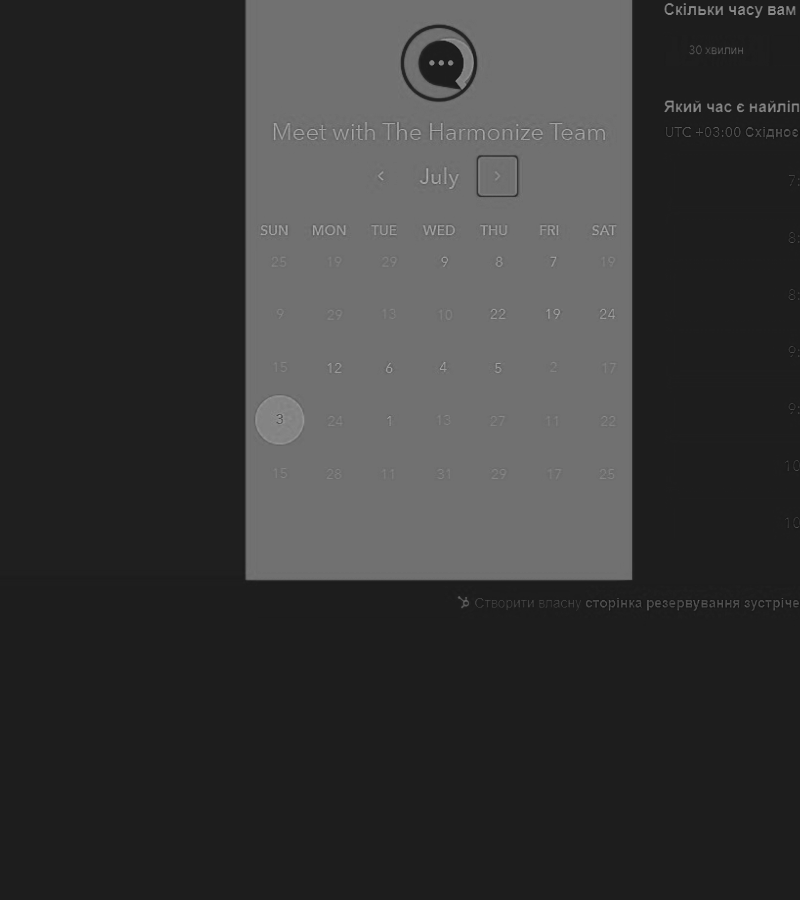 Скільки часу вам
30 хвилин
Який час є найліп
UTC +03:00 Східноє
Meet with The Harmonize Team
July
SUN MON TUE WED THU FRI SAT
25 19 29 9 8 7 19
9 29 13 10 22 19 24
15 12 6 4 5 2 17
3 24 1 13 27 11 22
15 28 11 31 29 17 25
7:
8:
8:
9:
9:
10
10
Створити власну сторінка резервування зустріче